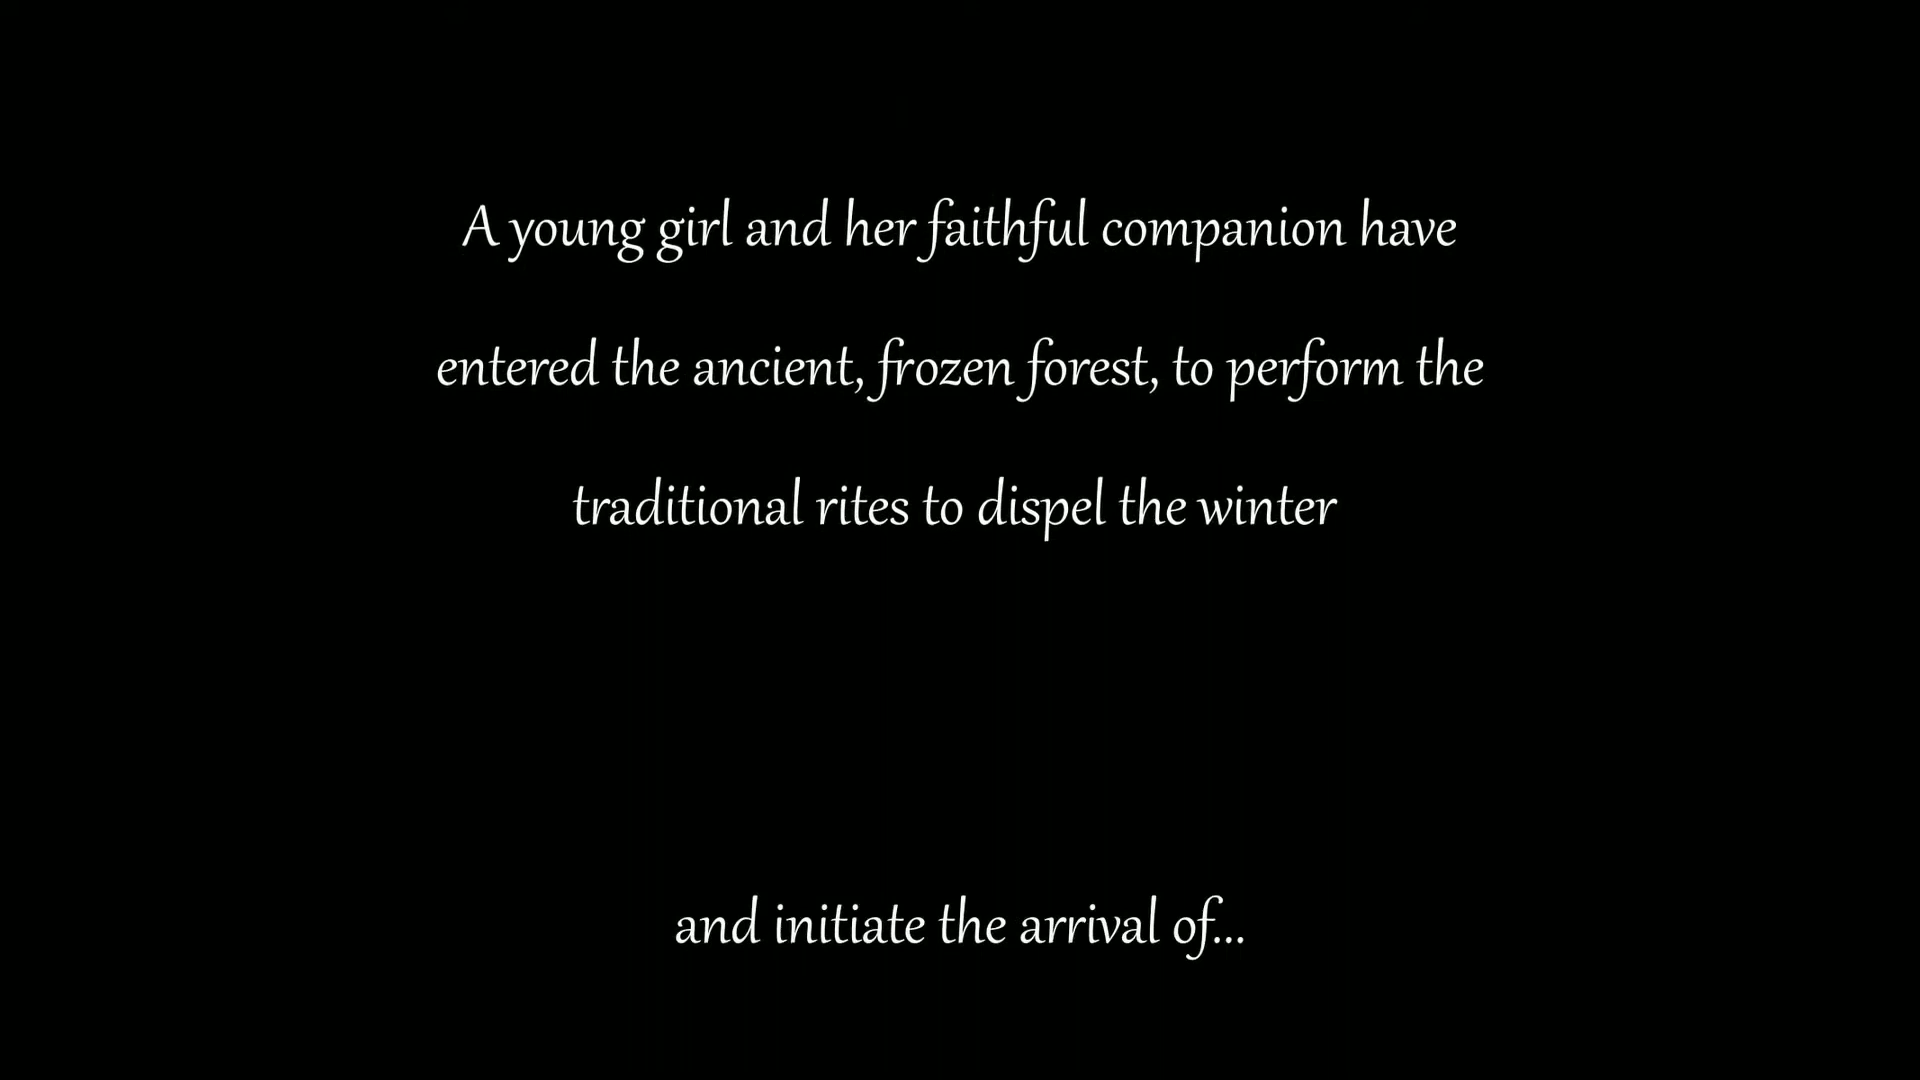 A young girl and her faithful companion have
entered the ancient, frozen forest, to perform the
traditional rites to dispel the winter
and initiate the arrival of...